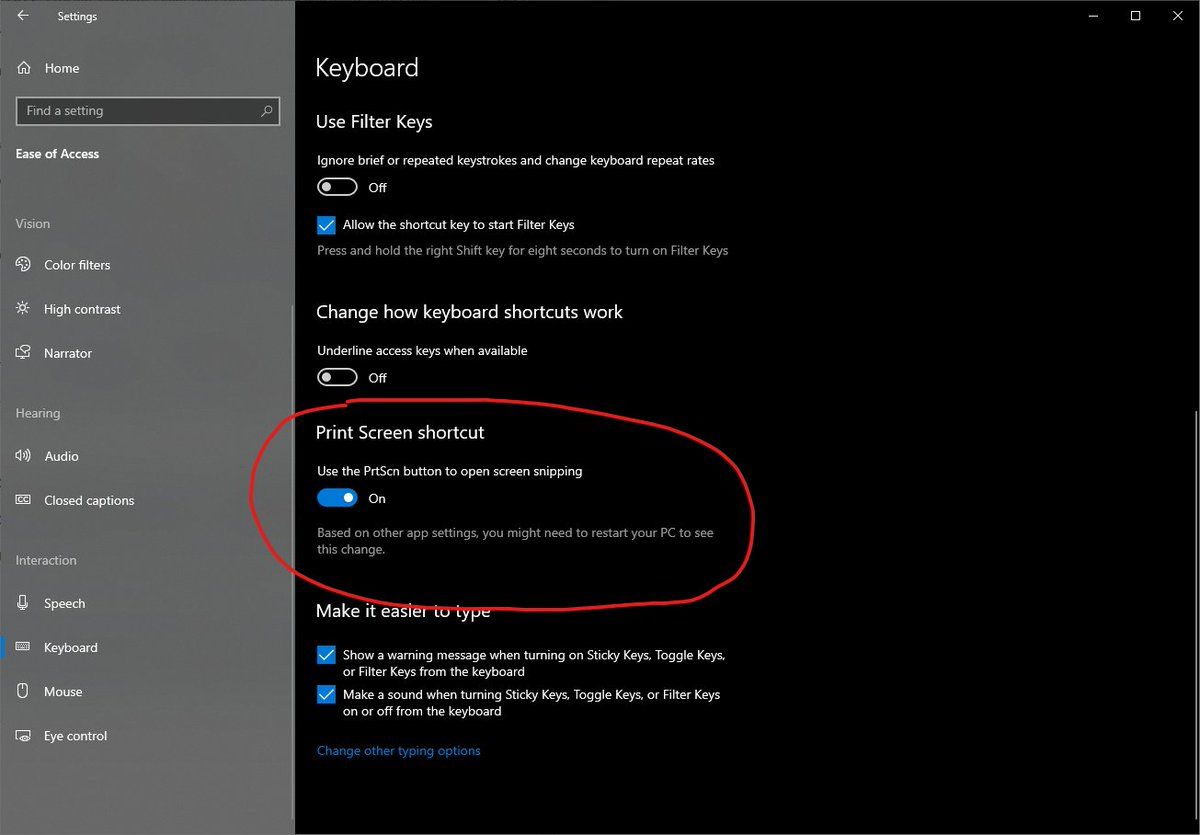 Settings
Home
Find a setting
Ease of Access
Vision
Color filters
High contrast
Narrator
Hearing
Audio
Closed captions
Interaction
Speech
Keyboard
Mouse
Eye control
Keyboard
Use Filter Keys
Ignore brief or repeated keystrokes and change keyboard repeat rates
Off
Allow the shortcut key to start Filter Keys
Press and hold the right Shift key for eight seconds to turn on Filter Keys
Change how keyboard shortcuts work
Underline access keys when available
Off
Print Screen shortcut
Use the PrtScn button to open screen snipping
On
Based on other app settings, you might need to restart your PC to see
this change.
Make it easier to type
Show a warning message when turning on Sticky Keys, Toggle Keys,
or Filter Keys from the keyboard
Make a sound when turning Sticky Keys, Toggle Keys, or Filter Keys
on or off from the keyboard
Change other typing options